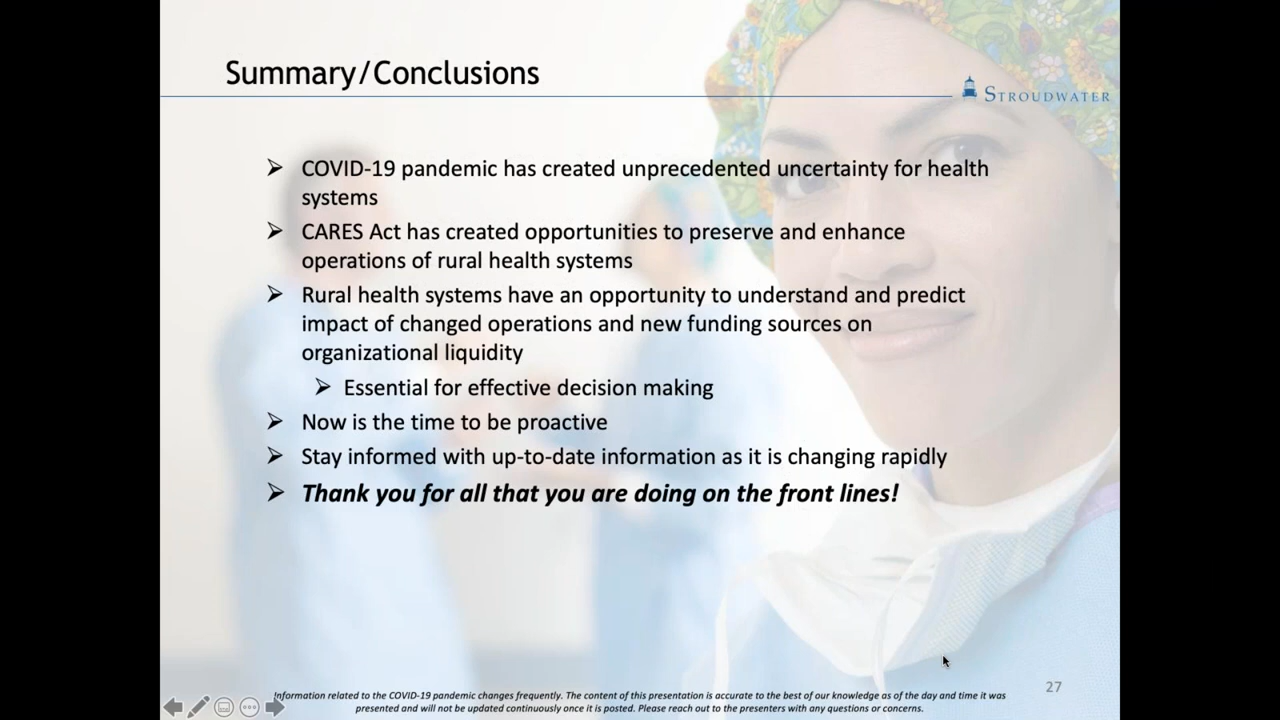 Summary/Conclusions
STROUDWATER
➢ COVID-19 pandemic has created unprecedented uncertainty for health
systems
➢ CARES Act has created opportunities to preserve and enhance
operations of rural health systems
➢ Rural health systems have an opportunity to understand and predict
impact of changed operations and new funding sources on
organizational liquidity
➢ Essential for effective decision making
➢ Now is the time to be proactive
➢ Stay informed with up-to-date information as it is changing rapidly
➢ Thank you for all that you are doing on the front lines!
27
Information related to the COVID-19 pandemic changes frequently. The content of this presentation is accurate to the best of our knowledge as of the day and time it was
presented and will not be updated continuously once it is posted. Please reach out to the presenters with any questions or concerns.